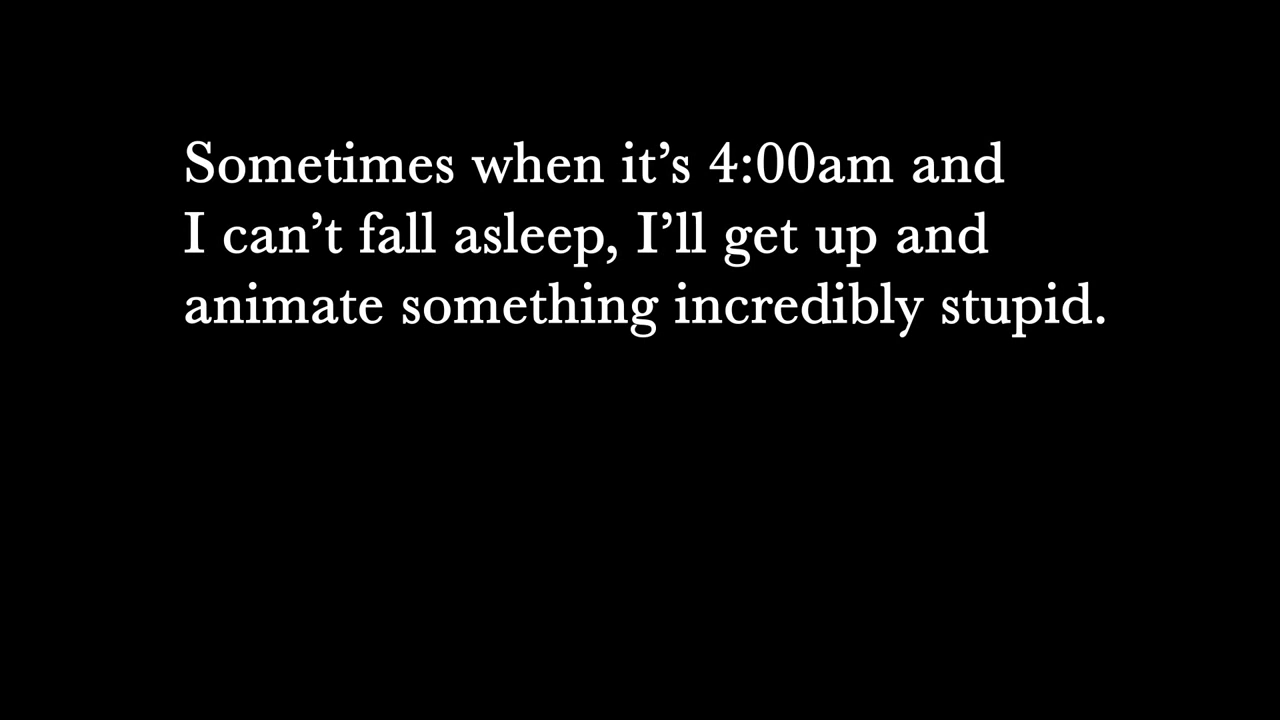 Sometimes when it’s 4:00am and
I can’t fall asleep, I’ll get up and
animate something incredibly stupid.